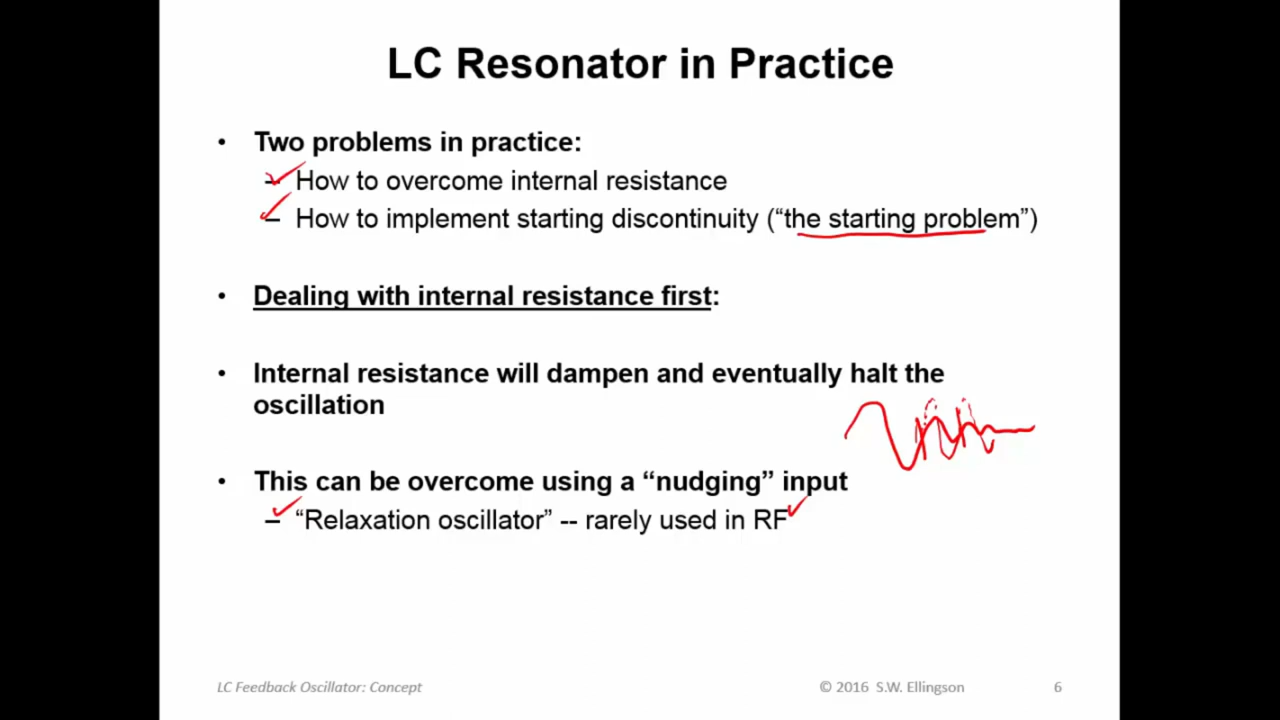 LC Resonator in Practice
• Two problems in practice:
– How to overcome internal resistance
– How to implement starting discontinuity (“the starting problem”)
• Dealing with internal resistance first:
• Internal resistance will dampen and eventually halt the
oscillation
• This can be overcome using a “nudging” input
– “Relaxation oscillator” -- rarely used in RF
LC Feedback Oscillator: Concept © 2016 S.W. Ellingson 6